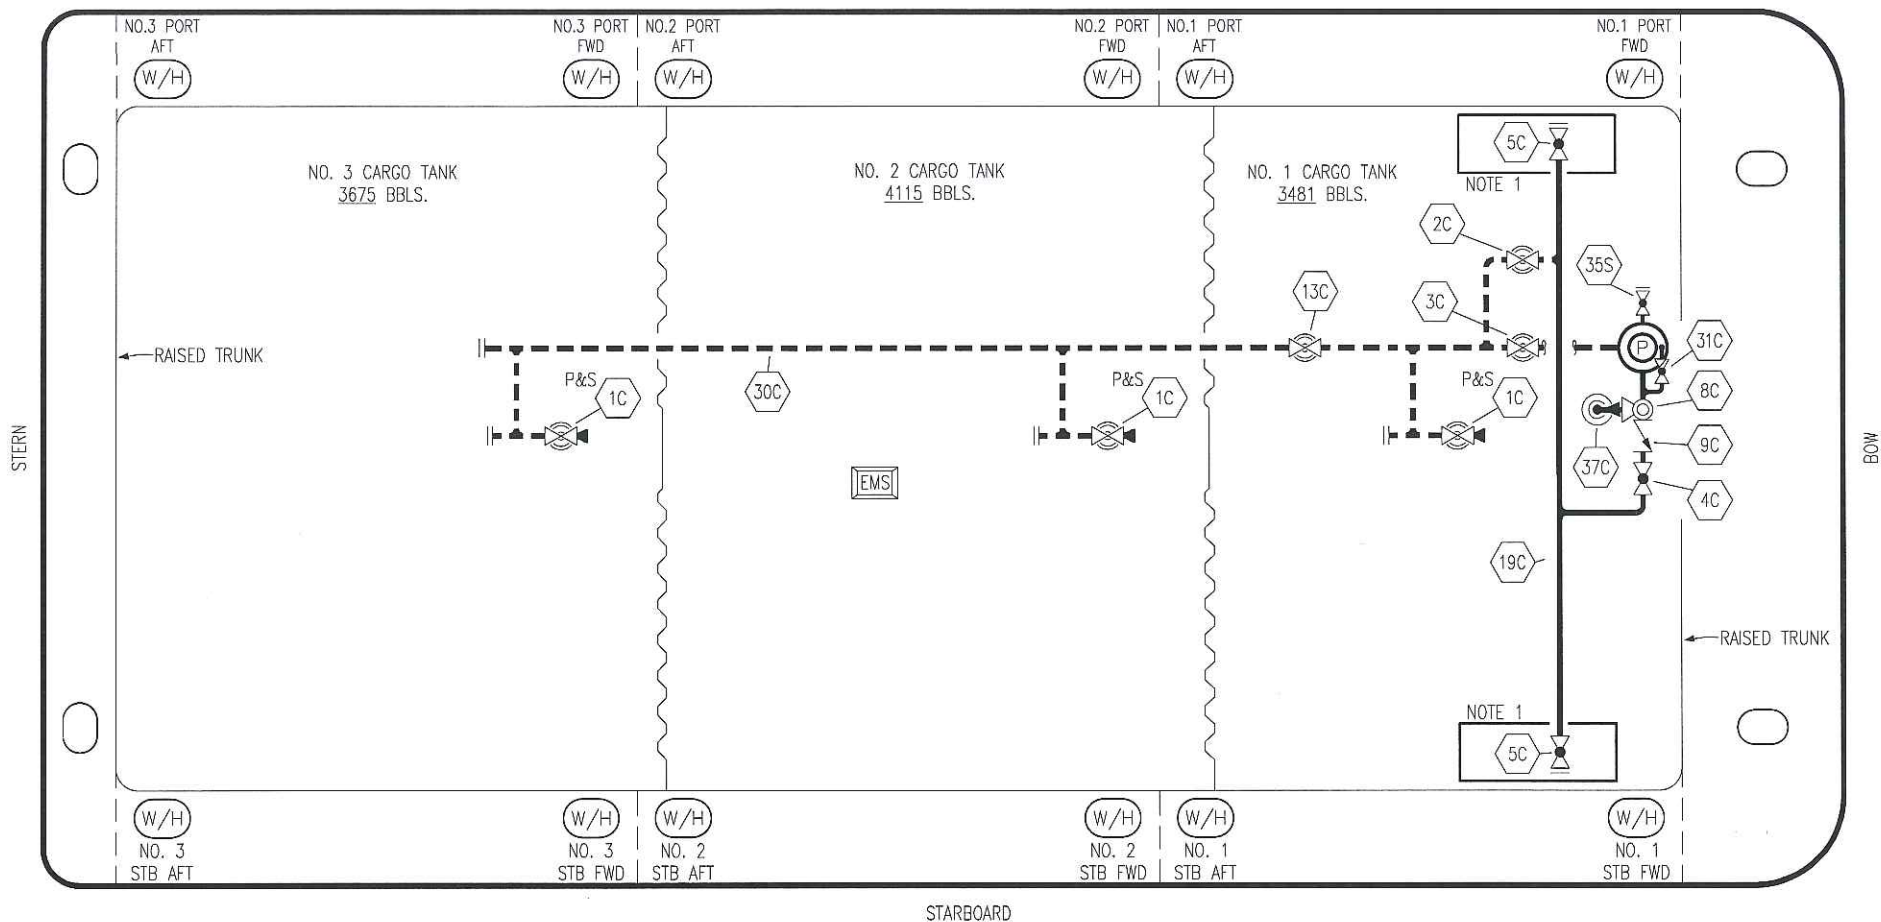 NO.3 PORT
AFT
W/H
NO.3 PORT
FWD
W/H
NO.2 PORT
AFT
W/H
NO.2 PORT
FWD
W/H
NO.1 PORT
AFT
W/H
NO.1 PORT
FWD
W/H
NO. 3 CARGO TANK
3675 BBLS.
NO. 2 CARGO TANK
4115 BBLS.
NO. 1 CARGO TANK
3481 BBLS.
5C
NOTE 1
2C
35S
13C
3C
P
31C
RAISED TRUNK
30C
P&S
1C
P&S
1C
P&S
1C
8C
9C
37C
4C
STERN
BOW
EMS
19C
RAISED TRUNK
NOTE 1
5C
W/H
NO. 3
STB AFT
W/H
NO. 3
STB FWD
W/H
NO. 2
STB AFT
W/H
NO. 2
STB FWD
W/H
NO. 1
STB AFT
W/H
NO. 1
STB FWD
STARBOARD